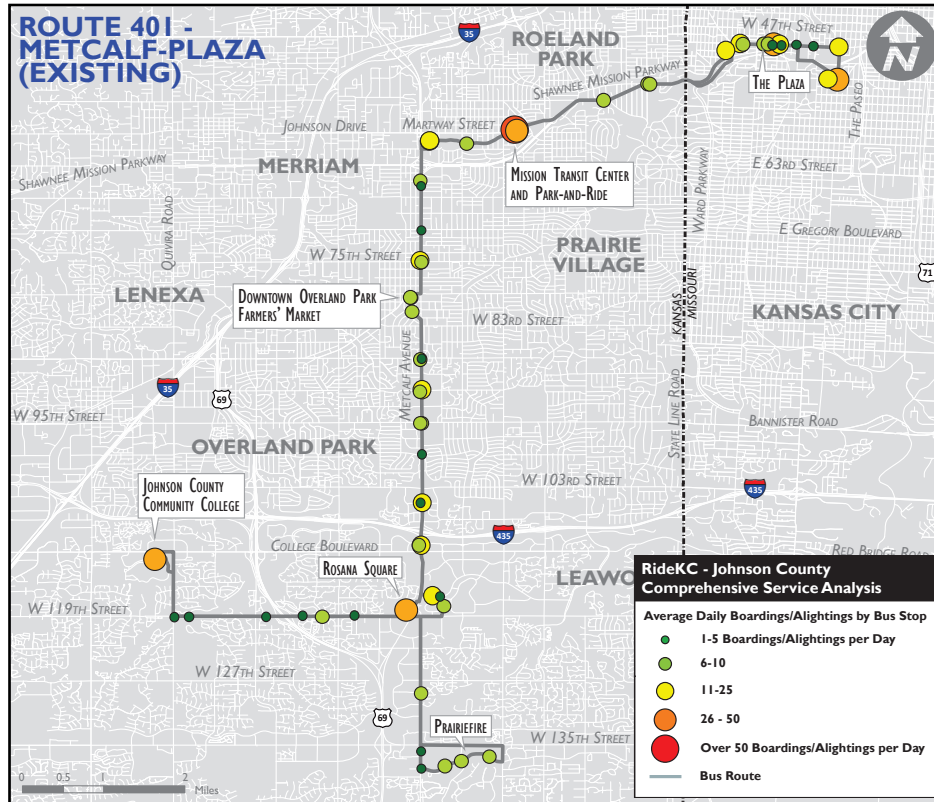 ROUTE 401 -
METCALF-PLAZA
(EXISTING)
35
ROELAND
PARK
W 47TH STREET
N
SHAWNEE MISSION PARKWAY
THE PLAZA
THE PASEO
JOHNSON DRIVE
MARTWAY STREET
MERRIAM
SHAWNEE MISSION PARKWAY
MISSION TRANSIT CENTER
AND PARK-AND-RIDE
E 63RD STREET
WARD PARKWAY
QUIVIRA ROAD
E GREGORY BOULEVARD
W 75TH STREET
PRAIRIE
VILLAGE
71
LENEXA
DOWNTOWN OVERLAND PARK
FARMERS' MARKET
W 83RD STREET
KANSAS
MISSOURI
KANSAS CITY
METCALF AVENUE
35
69
W 95TH STREET
STATE LINE ROAD
BANNISTER ROAD
OVERLAND PARK
JOHNSON COUNTY
COMMUNITY COLLEGE
W 103RD STREET
435
435
COLLEGE BOULEVARD
RED BRIDGE ROAD
ROSANA SQUARE
LEAWO
W 119TH STREET
W 127TH STREET
69
PRAIRIEFIRE
W 135TH STREET
0 0.5 1 2
Miles
RideKC - Johnson County
Comprehensive Service Analysis
Average Daily Boardings/Alightings by Bus Stop
1-5 Boardings/Alightings per Day
6-10
11-25
26 - 50
Over 50 Boardings/Alightings per Day
Bus Route